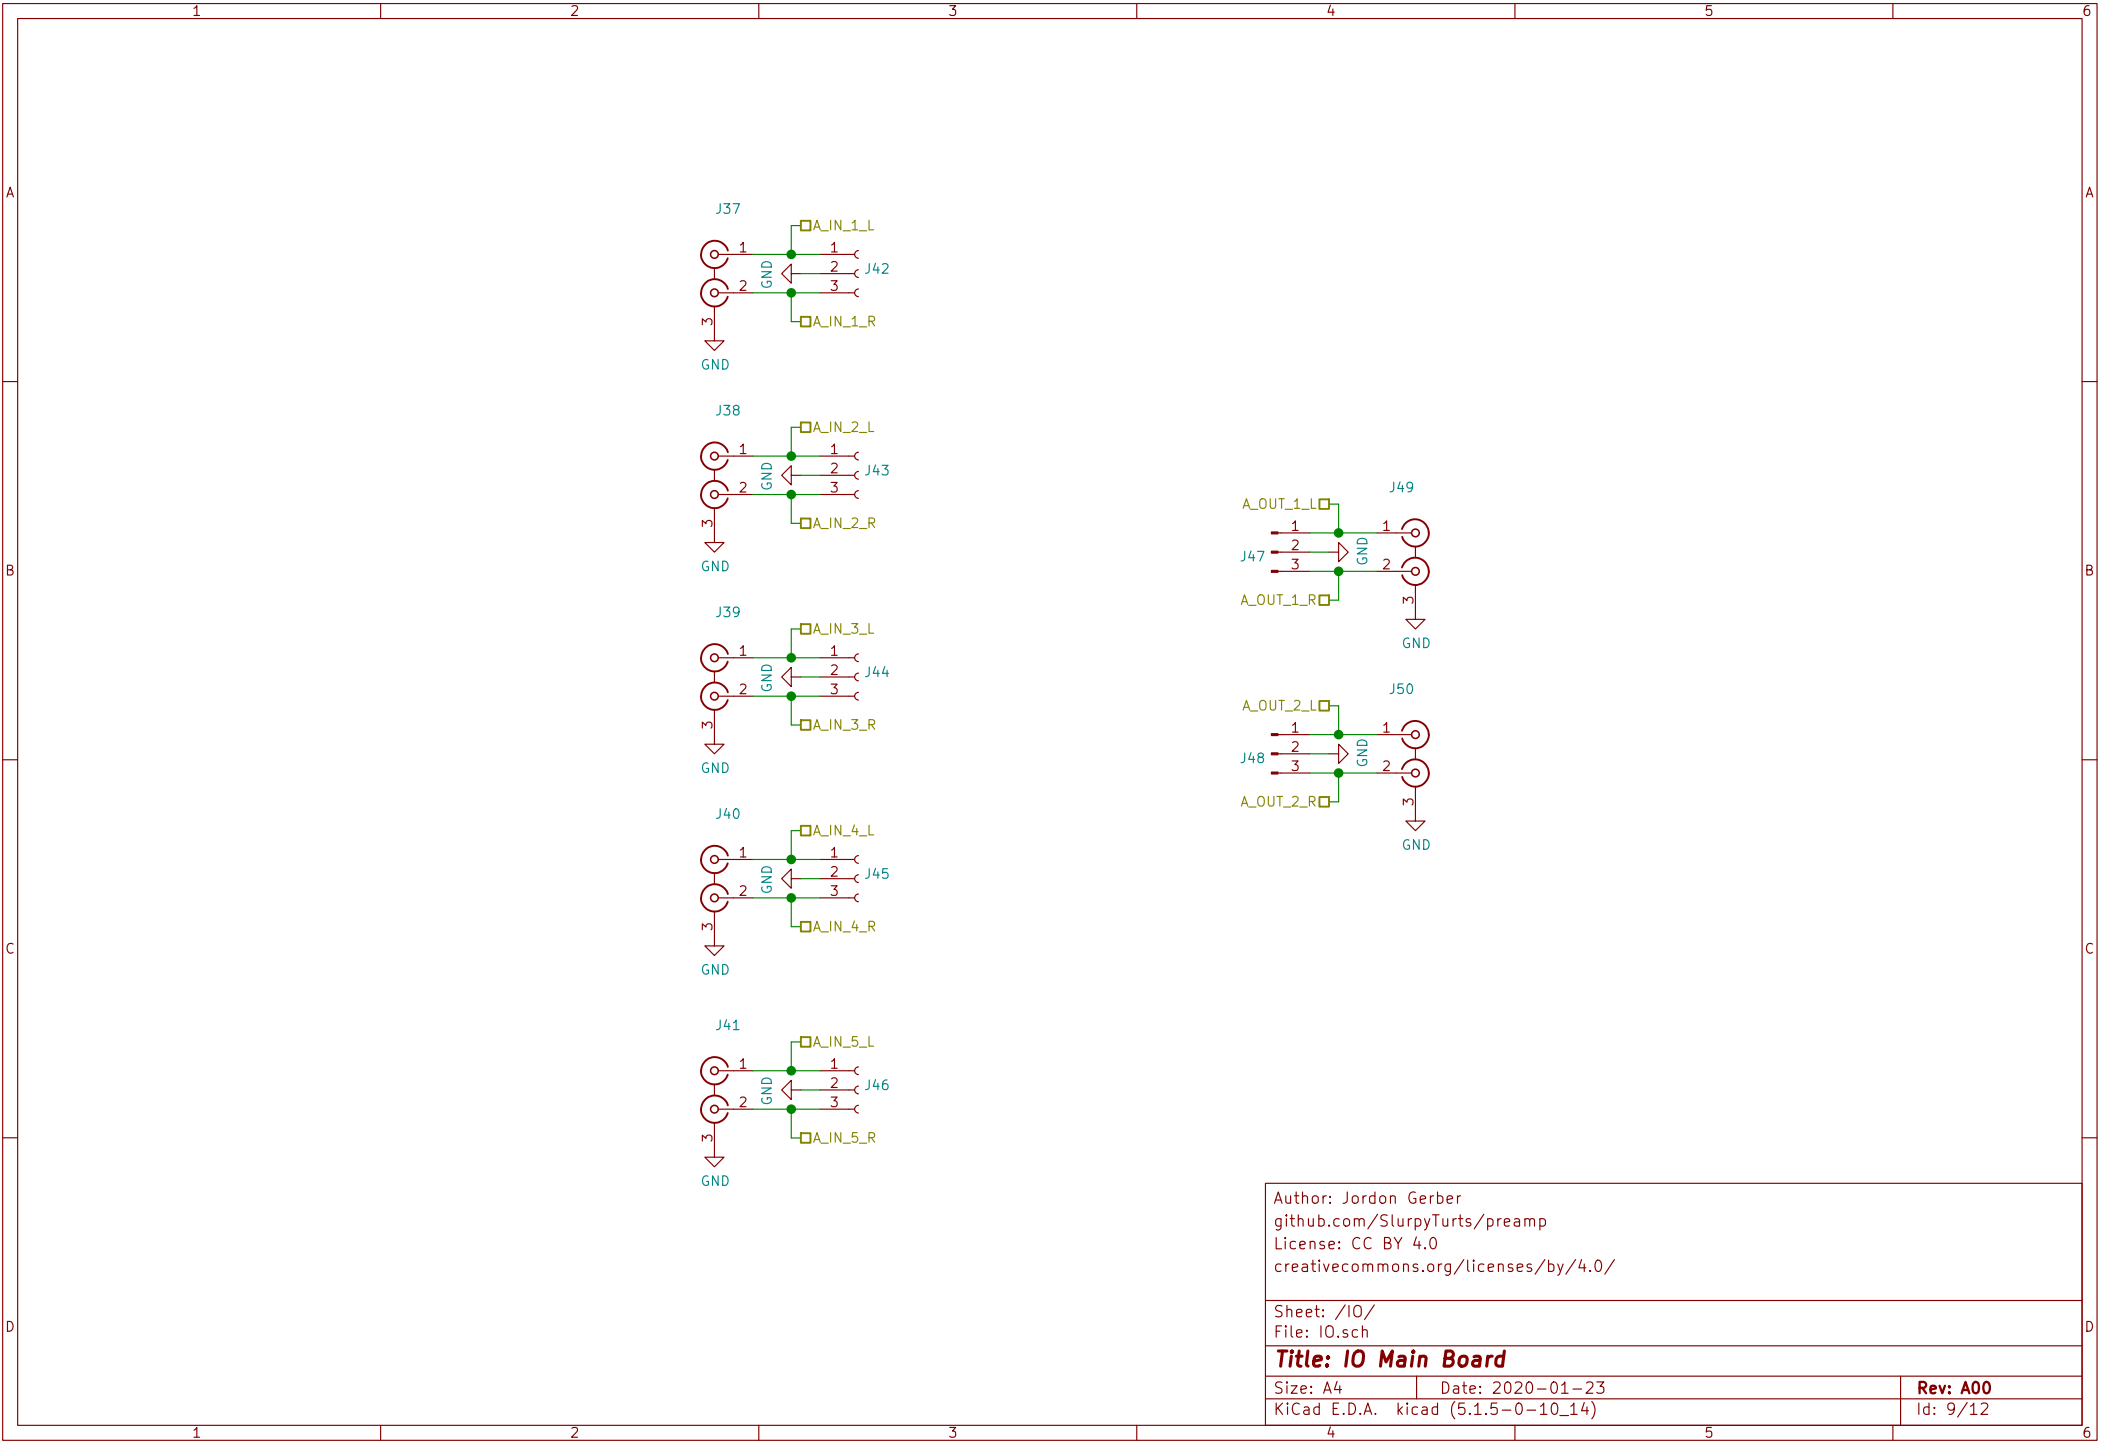 1 2 3 4 5 6
A A
J37
A_IN_1_L
1 1
GND 2 J42
2 3
3 A_IN_1_R
GND
J38
A_IN_2_L
1 1
GND 2 J43
2 3
3 A_IN_2_R
GND
J39
A_IN_3_L
1 1
GND 2 J44
2 3
3 A_IN_3_R
GND
J40
A_IN_4_L
1 1
GND 2 J45
2 3
3 A_IN_4_R
GND
J41
A_IN_5_L
1 1
GND 2 J46
2 3
3 A_IN_5_R
GND
B B
J49
A_OUT_1_L
1 1
J47 2 GND
3 2
A_OUT_1_R 3
GND
J50
A_OUT_2_L
1 1
J48 2 GND
3 2
A_OUT_2_R 3
GND
C C
Author: Jordon Gerber
github.com/SlurpyTurts/preamp
License: CC BY 4.0
creativecommons.org/licenses/by/4.0/
Sheet: /IO/
File: IO.sch
Title: IO Main Board
Size: A4 Date: 2020-01-23 Rev: A00
KiCad E.D.A. kicad (5.1.5-0-10_14) Id: 9/12
D D
1 2 3 4 5 6